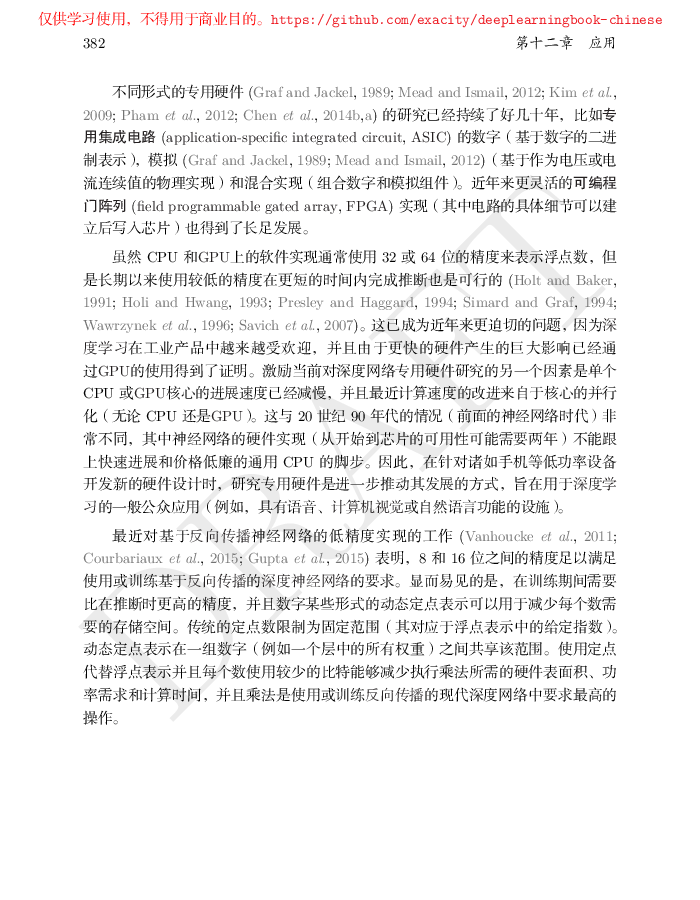 仅供学习使用，不得用于商业目的。https://github.com/exacity/deeplearningbook-chinese
382 第十二章 应用
不同形式的专用硬件 (Graf and Jackel, 1989; Mead and Ismail, 2012; Kim et al.,
2009; Pham et al., 2012; Chen et al., 2014b,a) 的研究已经持续了好几十年，比如专
用集成电路 (application-specific integrated circuit, ASIC) 的数字（基于数字的二进
制表示），模拟 (Graf and Jackel, 1989; Mead and Ismail, 2012)（基于作为电压或电
流连续值的物理实现）和混合实现（组合数字和模拟组件）。近年来更灵活的可编程
门阵列 (field programmable gated array, FPGA) 实现（其中电路的具体细节可以建
立后写入芯片）也得到了长足发展。
虽然 CPU 和GPU上的软件实现通常使用 32 或 64 位的精度来表示浮点数，但
是长期以来使用较低的精度在更短的时间内完成推断也是可行的 (Holt and Baker,
1991; Holi and Hwang, 1993; Presley and Haggard, 1994; Simard and Graf, 1994;
Wawrzynek et al., 1996; Savich et al., 2007)。这已成为近年来更迫切的问题，因为深
度学习在工业产品中越来越受欢迎，并且由于更快的硬件产生的巨大影响已经通
过GPU的使用得到了证明。激励当前对深度网络专用硬件研究的另一个因素是单个
CPU 或GPU核心的进展速度已经减慢，并且最近计算速度的改进来自于核心的并行
化（无论 CPU 还是GPU）。这与 20 世纪 90 年代的情况（前面的神经网络时代）非
常不同，其中神经网络的硬件实现（从开始到芯片的可用性可能需要两年）不能跟
上快速进展和价格低廉的通用 CPU 的脚步。因此，在针对诸如手机等低功率设备
开发新的硬件设计时，研究专用硬件是进一步推动其发展的方式，旨在用于深度学
习的一般公众应用（例如，具有语音、计算机视觉或自然语言功能的设施）。
最近对基于反向传播神经网络的低精度实现的工作 (Vanhoucke et al., 2011;
Courbariaux et al., 2015; Gupta et al., 2015) 表明，8 和 16 位之间的精度足以满足
使用或训练基于反向传播的深度神经网络的要求。显而易见的是，在训练期间需要
比在推断时更高的精度，并且数字某些形式的动态定点表示可以用于减少每个数需
要的存储空间。传统的定点数限制为固定范围（其对应于浮点表示中的给定指数）。
动态定点表示在一组数字（例如一个层中的所有权重）之间共享该范围。使用定点
代替浮点表示并且每个数使用较少的比特能够减少执行乘法所需的硬件表面积、功
率需求和计算时间，并且乘法是使用或训练反向传播的现代深度网络中要求最高的
操作。
DRAFT